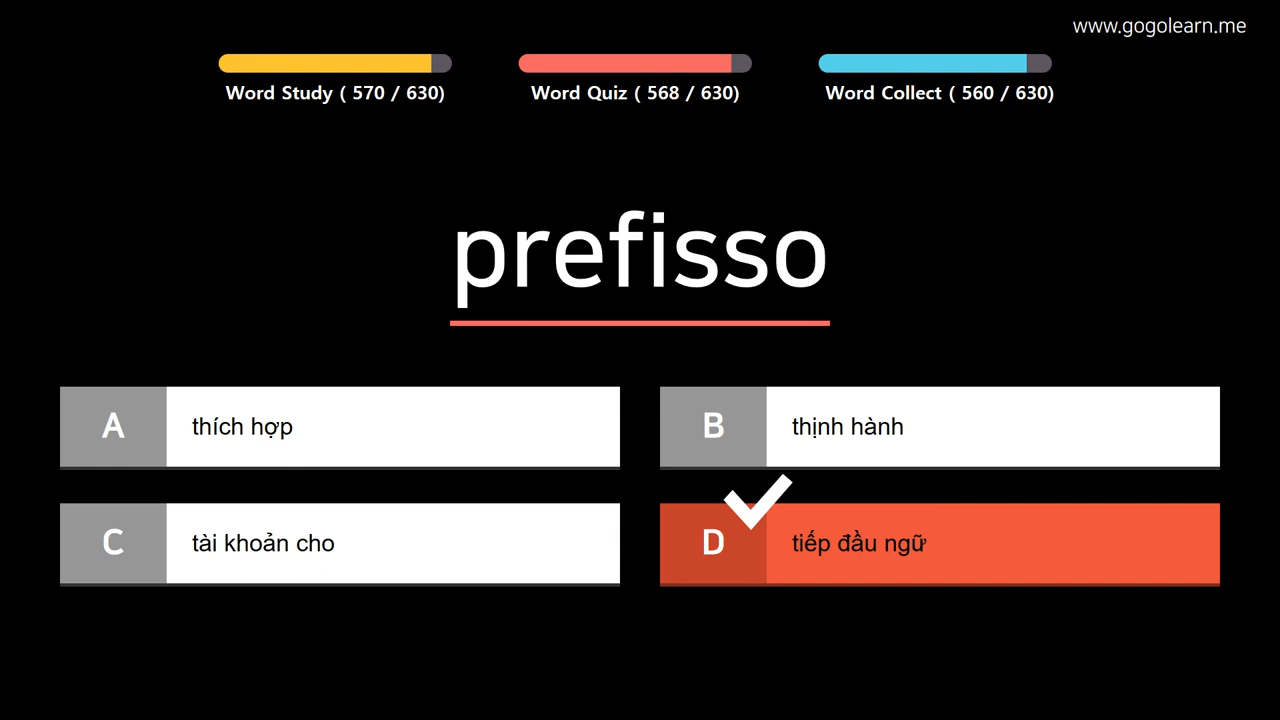 www.gogolearn.me
Word Study ( 570 / 630)
Word Quiz ( 568 / 630)
Word Collect ( 560 / 630)
prefisso
A
thích hợp
B
thịnh hành
C
tài khoản cho
D
tiếp đầu ngữ